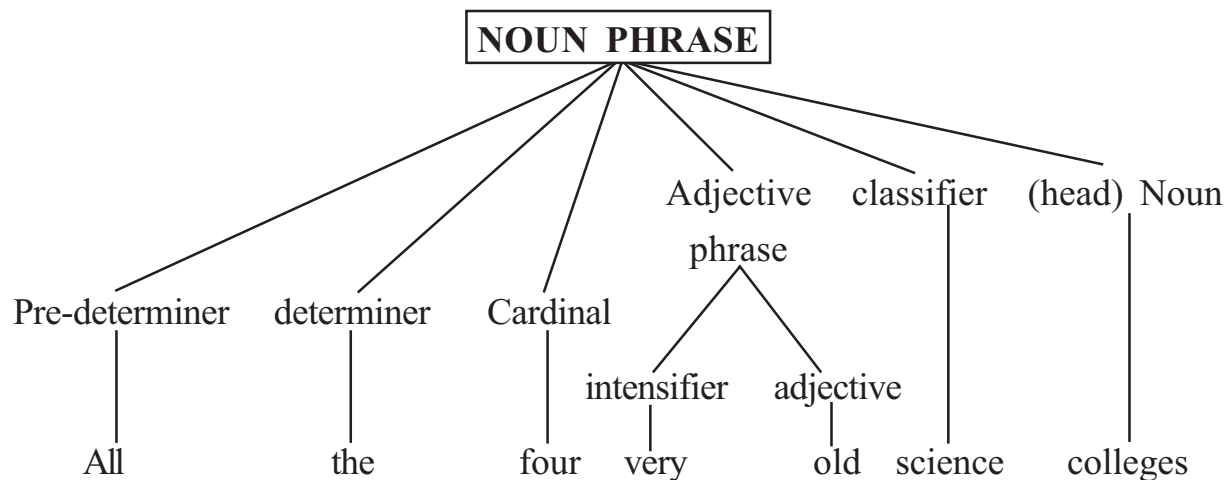 NOUN PHRASE
Adjective classifier (head) Noun
phrase
Pre-determiner determiner Cardinal
intensifier adjective
All the four very old science colleges